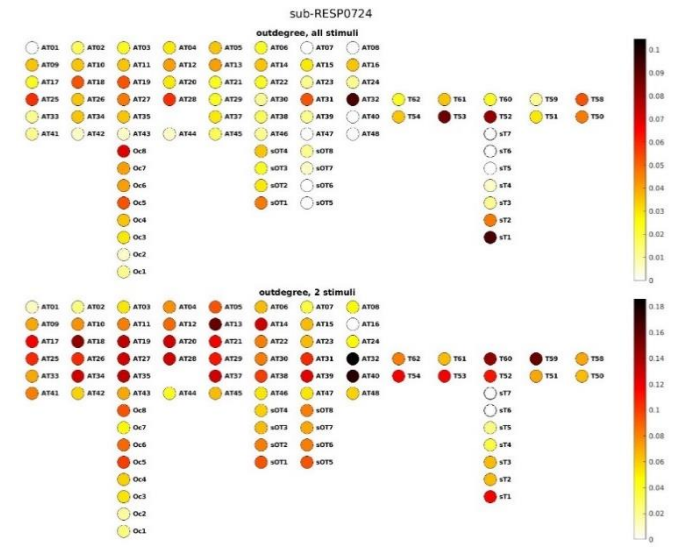 sub-RESP0724
outdegree, all stimuli
AT01 AT02 AT03 AT04 AT05 AT06 AT07 AT08
AT09 AT10 AT11 AT12 AT13 AT14 AT15 AT16
AT17 AT18 AT19 AT20 AT21 AT22 AT23 AT24
AT25 AT26 AT27 AT28 AT29 AT30 AT31 AT32 T62 T61 T60 T59 T58
AT33 AT34 AT35 AT37 AT38 AT39 AT40 T54 T53 T52 T51 T50
AT41 AT42 AT43 AT44 AT45 AT46 AT47 AT48 sT7
Oc8 sOT4 sOT8 sT6
Oc7 sOT3 sOT7 sT5
Oc6 sOT2 sOT6 sT4
Oc5 sOT1 sOT5 sT3
Oc4 sT2
Oc3 sT1
Oc2
Oc1
0.1
0.09
0.08
0.07
0.06
0.05
0.04
0.03
0.02
0.01
0
outdegree, 2 stimuli
AT01 AT02 AT03 AT04 AT05 AT06 AT07 AT08
AT09 AT10 AT11 AT12 AT13 AT14 AT15 AT16
AT17 AT18 AT19 AT20 AT21 AT22 AT23 AT24
AT25 AT26 AT27 AT28 AT29 AT30 AT31 AT32 T62 T61 T60 T59 T58
AT33 AT34 AT35 AT37 AT38 AT39 AT40 T54 T53 T52 T51 T50
AT41 AT42 AT43 AT44 AT45 AT46 AT47 AT48 sT7
Oc8 sOT4 sOT8 sT6
Oc7 sOT3 sOT7 sT5
Oc6 sOT2 sOT6 sT4
Oc5 sOT1 sOT5 sT3
Oc4 sT2
Oc3 sT1
Oc2
Oc1
0.18
0.16
0.14
0.12
0.1
0.08
0.06
0.04
0.02
0